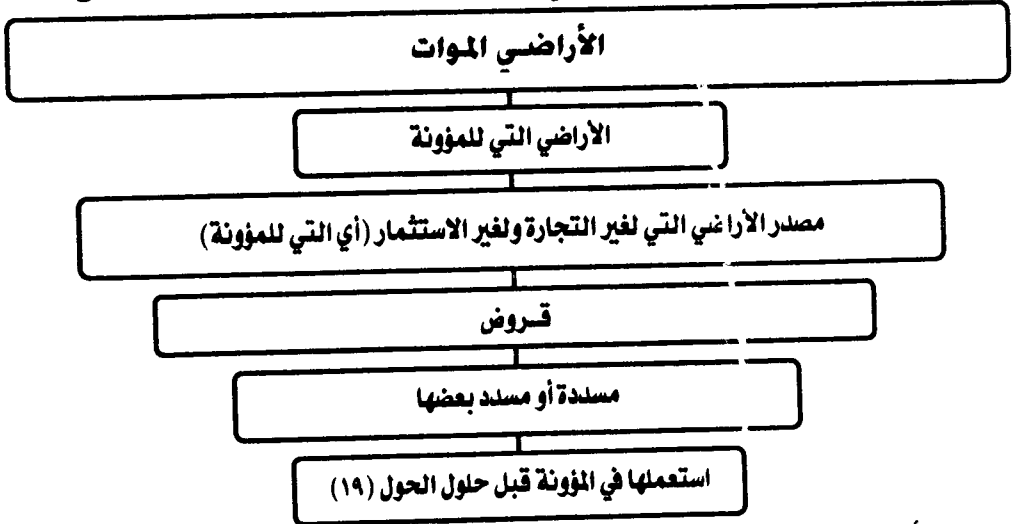 الأراضي الموات
الأراضي التي للمؤونة
مصدر الأراضي التي لغير التجارة ولغير الاستثمار (أي التي للمؤونة)
قروض
مسددة أو مسدد بعضها
استعملها في المؤونة قبل حلول الحول (١٩)